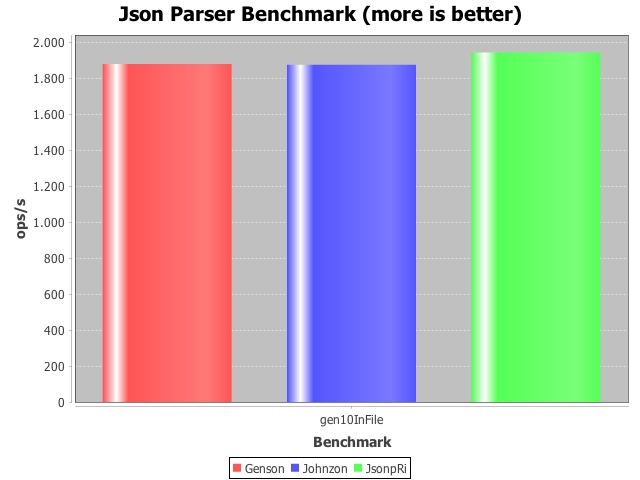 Json Parser Benchmark (more is better)
2.000
1.800
1.600
1.400
1.200
1.000
800
600
400
200
0
ops/s
gen10InFile
Benchmark
Genson Johnzon JsonpRi